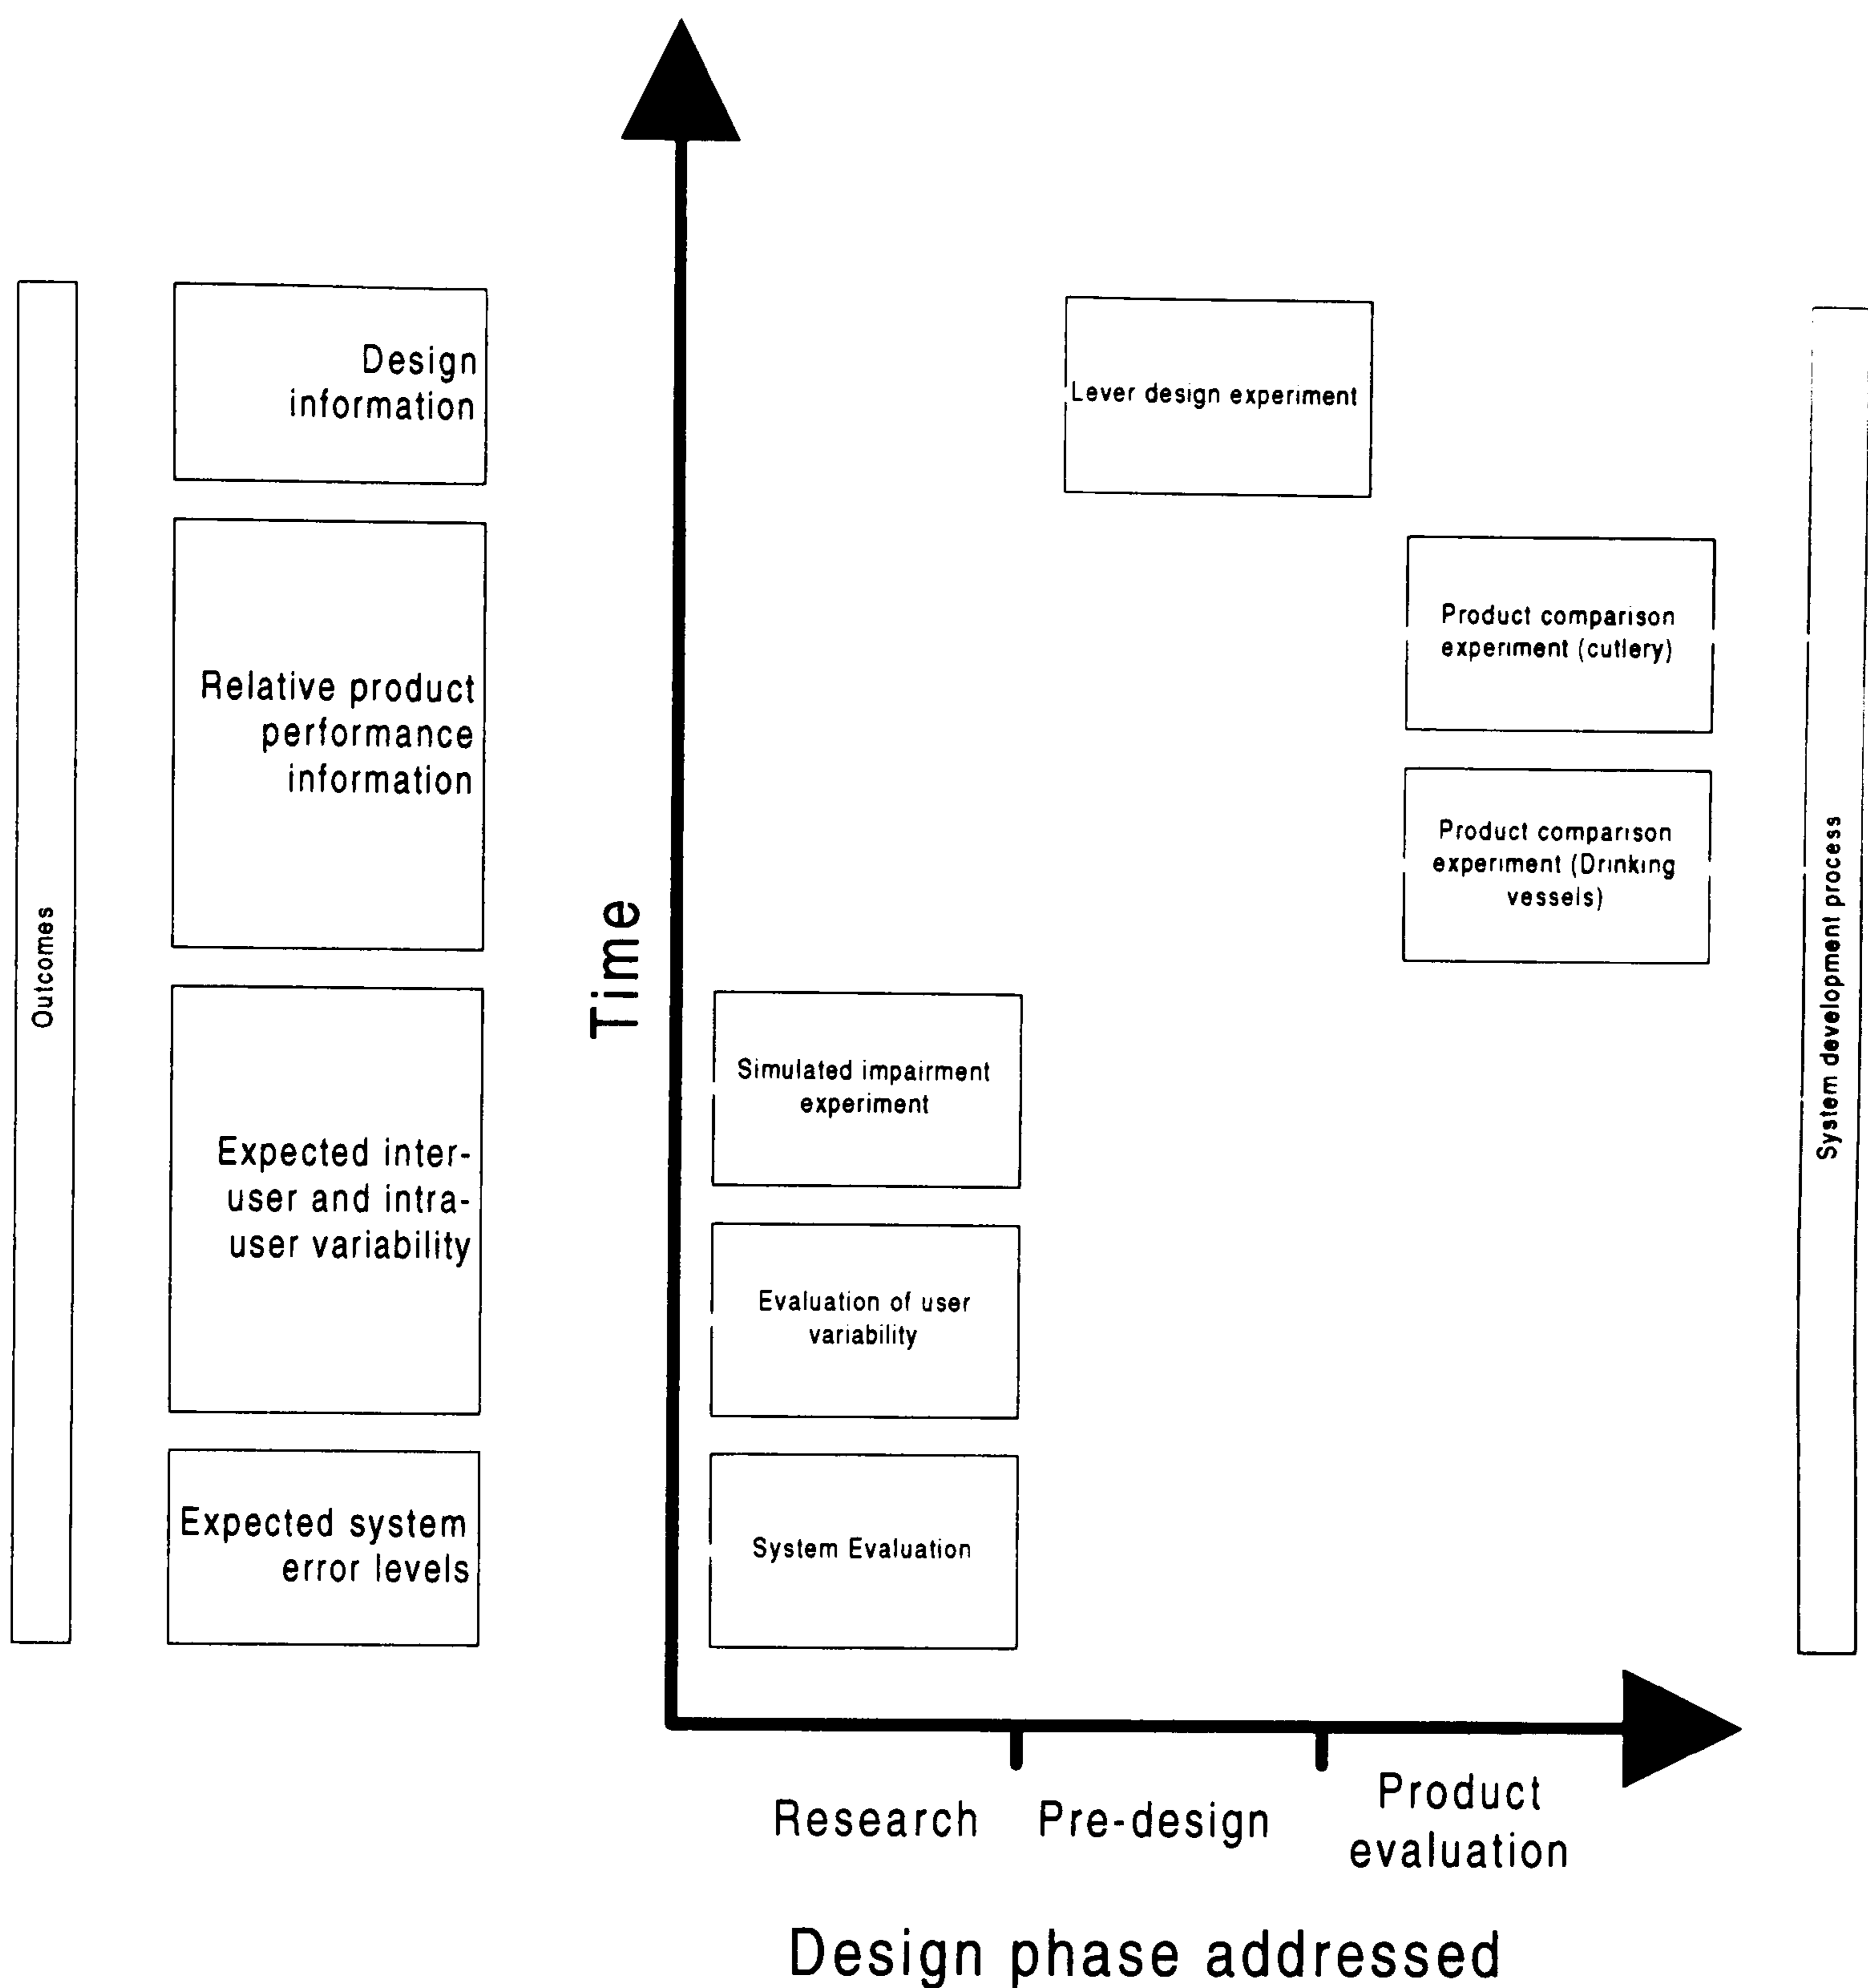 Outcomes
Design
information
Relative product
performance
information
Expected inter-
user and intra-
user variability
Expected system
error levels
Time
Lever design experiment
Product comparison
experiment (cutlery)
Product comparison
experiment (Drinking
vessels)
Simulated impairment
experiment
Evaluation of user
variability
System Evaluation
System development process
Research
Pre-design
Product
evaluation
Design phase addressed